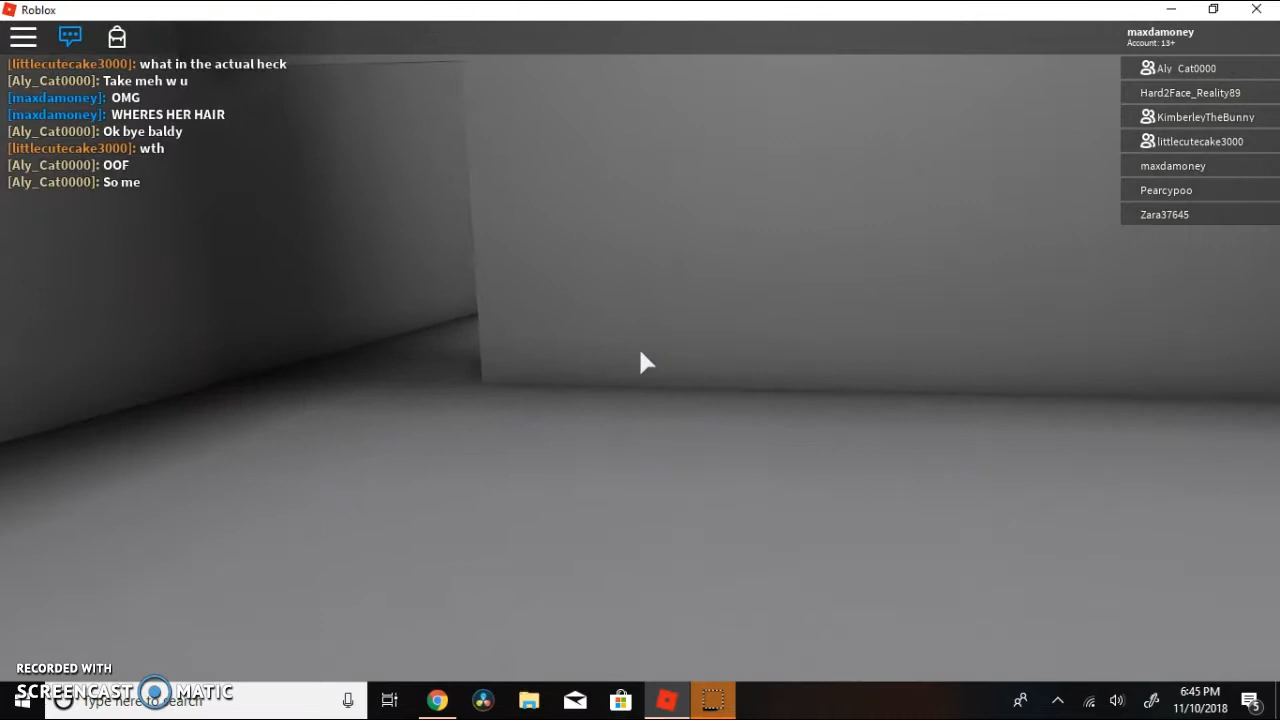 Roblox
maxdamoney
Account: 13+
[littlecutecake3000]: what in the actual heck
[Aly_Cat0000]: Take meh w u
[maxdamoney]: OMG
[maxdamoney]: WHERES HER HAIR
[Aly_Cat0000]: Ok bye baldy
[littlecutecake3000]: wth
[Aly_Cat0000]: OOF
[Aly_Cat0000]: So me
Aly_Cat0000
Hard2Face_Reality89
KimberleyTheBunny
littlecutecake3000
maxdamoney
Pearcypoo
Zara37645
RECORDED WITH
SCREENCAST MATIC
Type here to search
6:45 PM
11/10/2018
5